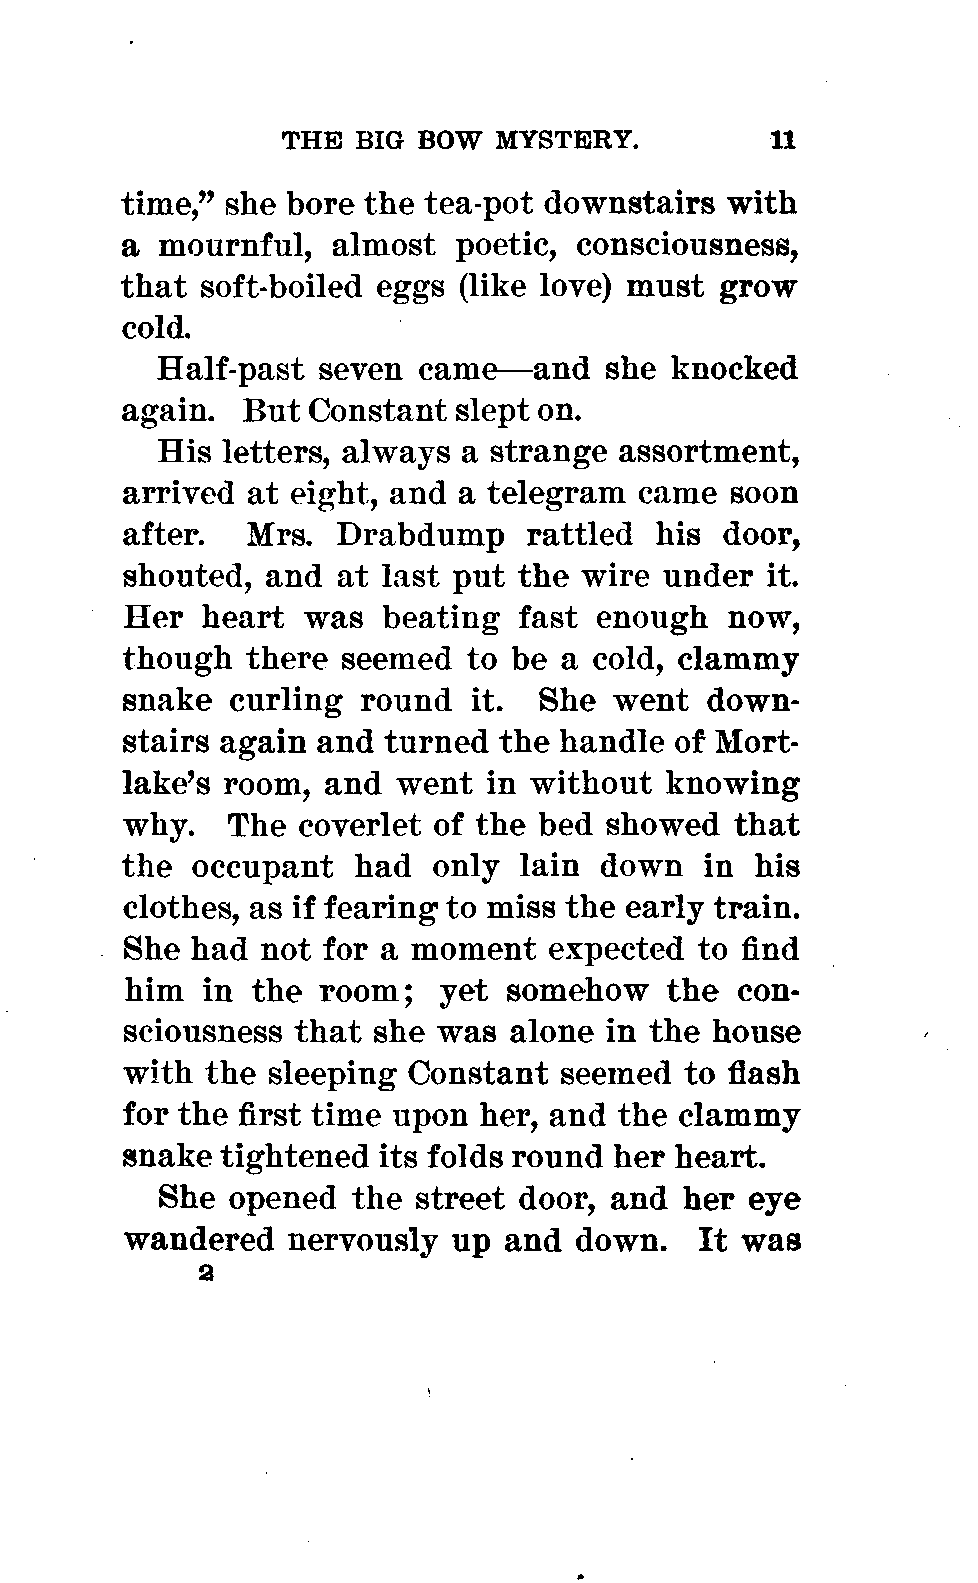 THE BIG BOW MYSTERY. 11
time,” she bore the tea-pot downstairs with
a mournful, almost poetic, consciousness,
that soft-boiled eggs (like love) must grow
cold.
Half-past seven came—and she knocked
again. But Constant slept on.
His letters, always a strange assortment,
arrived at eight, and a telegram came soon
after. Mrs. Drabdump rattled his door,
shouted, and at last put the wire under it.
Her heart was beating fast enough now,
though there seemed to be a cold, clammy
snake curling round it. She went down-
stairs again and turned the handle of Mort-
lake’s room, and went in without knowing
why. The coverlet of the bed showed that
the occupant had only lain down in his
clothes, as if fearing to miss the early train.
She had not for a moment expected to find
him in the room; yet somehow the con-
sciousness that she was alone in the house
with the sleeping Constant seemed to flash
for the first time upon her, and the clammy
snake tightened its folds round her heart.
She opened the street door, and her eye
wandered nervously up and down. It was
2